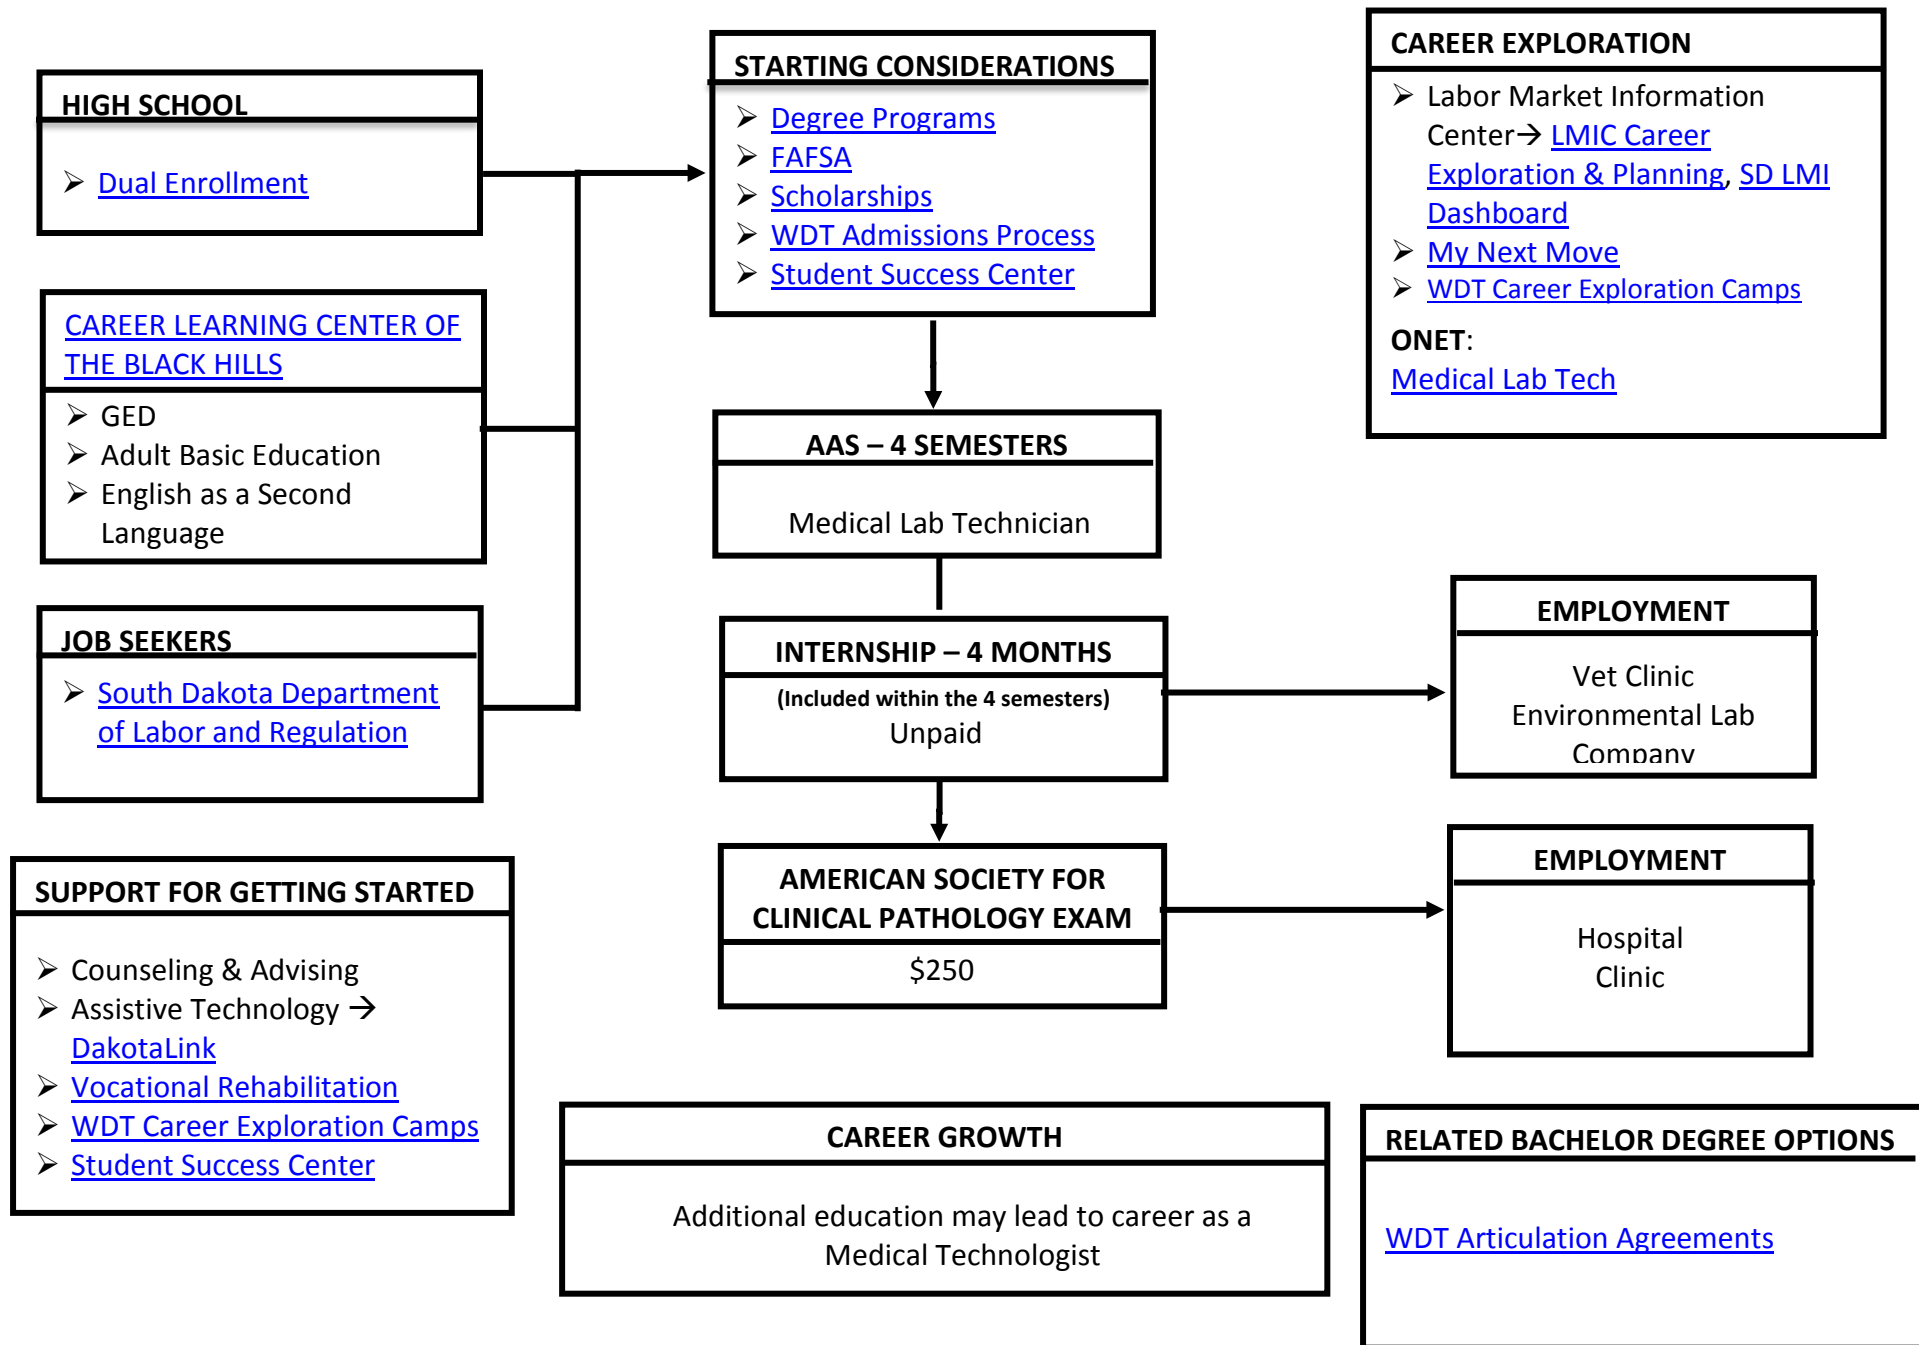 HIGH SCHOOL
➢ Dual Enrollment
CAREER LEARNING CENTER OF
THE BLACK HILLS
➢ GED
➢ Adult Basic Education
➢ English as a Second
Language
JOB SEEKERS
➢ South Dakota Department
of Labor and Regulation
SUPPORT FOR GETTING STARTED
➢ Counseling & Advising
➢ Assistive Technology →
DakotaLink
➢ Vocational Rehabilitation
➢ WDT Career Exploration Camps
➢ Student Success Center
STARTING CONSIDERATIONS
➢ Degree Programs
➢ FAFSA
➢ Scholarships
➢ WDT Admissions Process
➢ Student Success Center
AAS – 4 SEMESTERS
Medical Lab Technician
INTERNSHIP – 4 MONTHS
(Included within the 4 semesters)
Unpaid
AMERICAN SOCIETY FOR
CLINICAL PATHOLOGY EXAM
$250
CAREER GROWTH
Additional education may lead to career as a
Medical Technologist
CAREER EXPLORATION
➢ Labor Market Information
Center→ LMIC Career
Exploration & Planning, SD LMI
Dashboard
➢ My Next Move
➢ WDT Career Exploration Camps
ONET:
Medical Lab Tech
EMPLOYMENT
Vet Clinic
Environmental Lab
Company
EMPLOYMENT
Hospital
Clinic
RELATED BACHELOR DEGREE OPTIONS
WDT Articulation Agreements